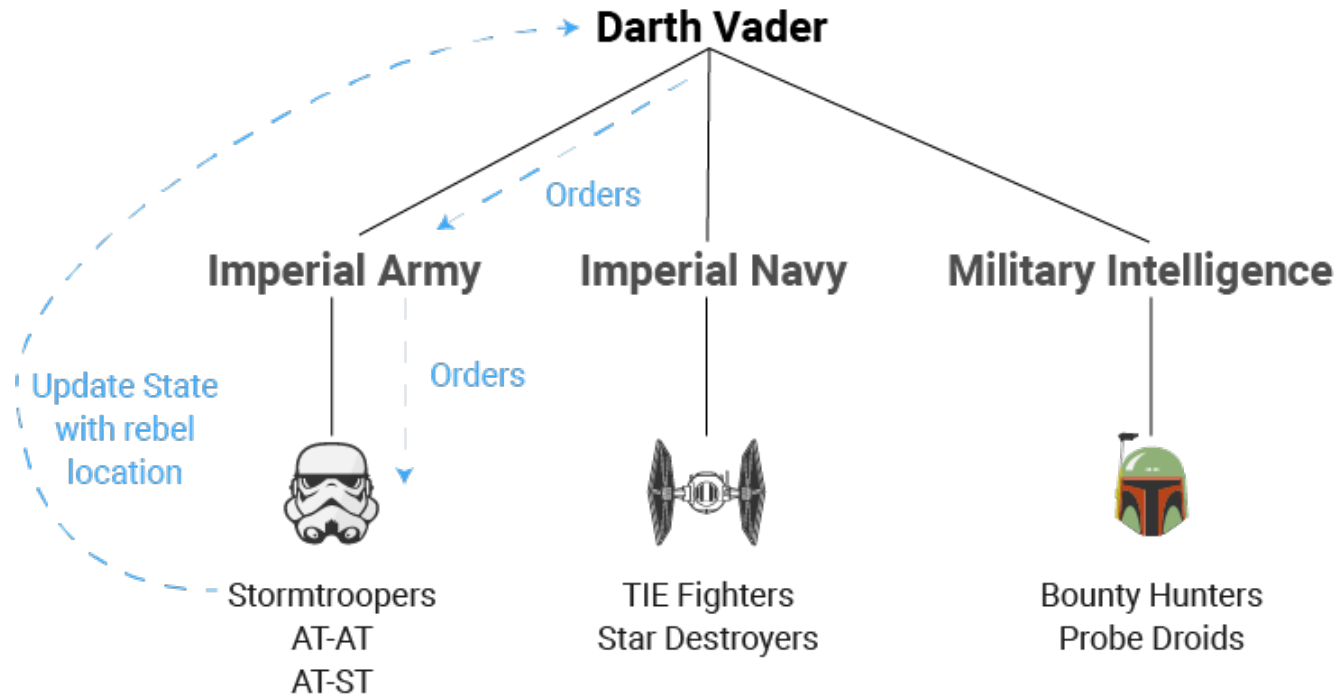 Darth Vader
Orders
Imperial Army
Imperial Navy
Military Intelligence
Update State
with rebel
location
Orders
Stormtroopers
AT-AT
AT-ST
TIE Fighters
Star Destroyers
Bounty Hunters
Probe Droids